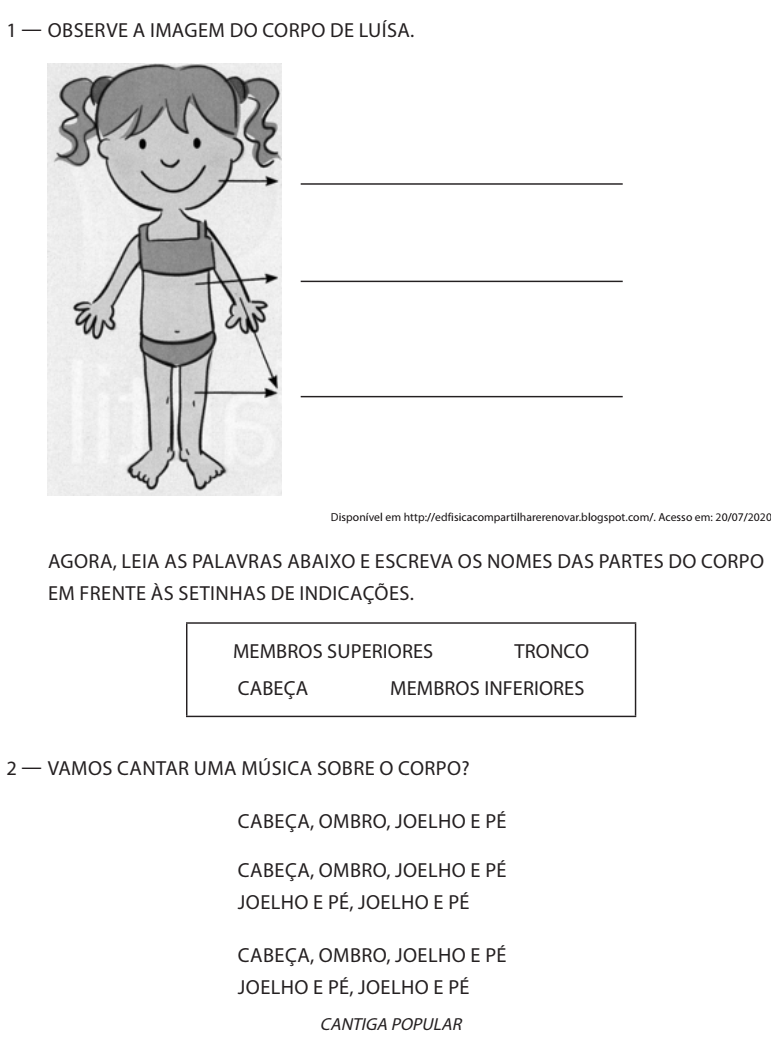 1 — OBSERVE A IMAGEM DO CORPO DE LUÍSA.
Disponível em http://edfisicacompartilharerenovar.blogspot.com/. Acesso em: 20/07/2020
AGORA, LEIA AS PALAVRAS ABAIXO E ESCREVA OS NOMES DAS PARTES DO CORPO
EM FRENTE ÀS SETINHAS DE INDICAÇÕES.
MEMBROS SUPERIORES TRONCO
CABEÇA MEMBROS INFERIORES
2 — VAMOS CANTAR UMA MÚSICA SOBRE O CORPO?
CABEÇA, OMBRO, JOELHO E PÉ
CABEÇA, OMBRO, JOELHO E PÉ
JOELHO E PÉ, JOELHO E PÉ
CABEÇA, OMBRO, JOELHO E PÉ
JOELHO E PÉ, JOELHO E PÉ
CANTIGA POPULAR